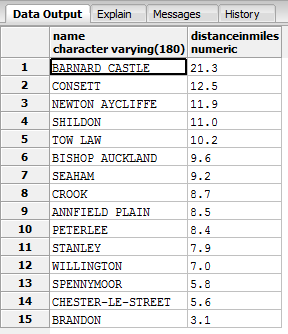 Data Output Explain Messages History
name distanceinmiles
character varying(180) numeric
1 BARNARD CASTLE 21.3
2 CONSETT 12.5
3 NEWTON AYCLIFFE 11.9
4 SHILDON 11.0
5 TOW LAW 10.2
6 BISHOP AUCKLAND 9.6
7 SEAHAM 9.2
8 CROOK 8.7
9 ANNFIELD PLAIN 8.5
10 PETERLEE 8.4
11 STANLEY 7.9
12 WILLINGTON 7.0
13 SPENNYMOOR 5.8
14 CHESTER-LE-STREET 5.6
15 BRANDON 3.1